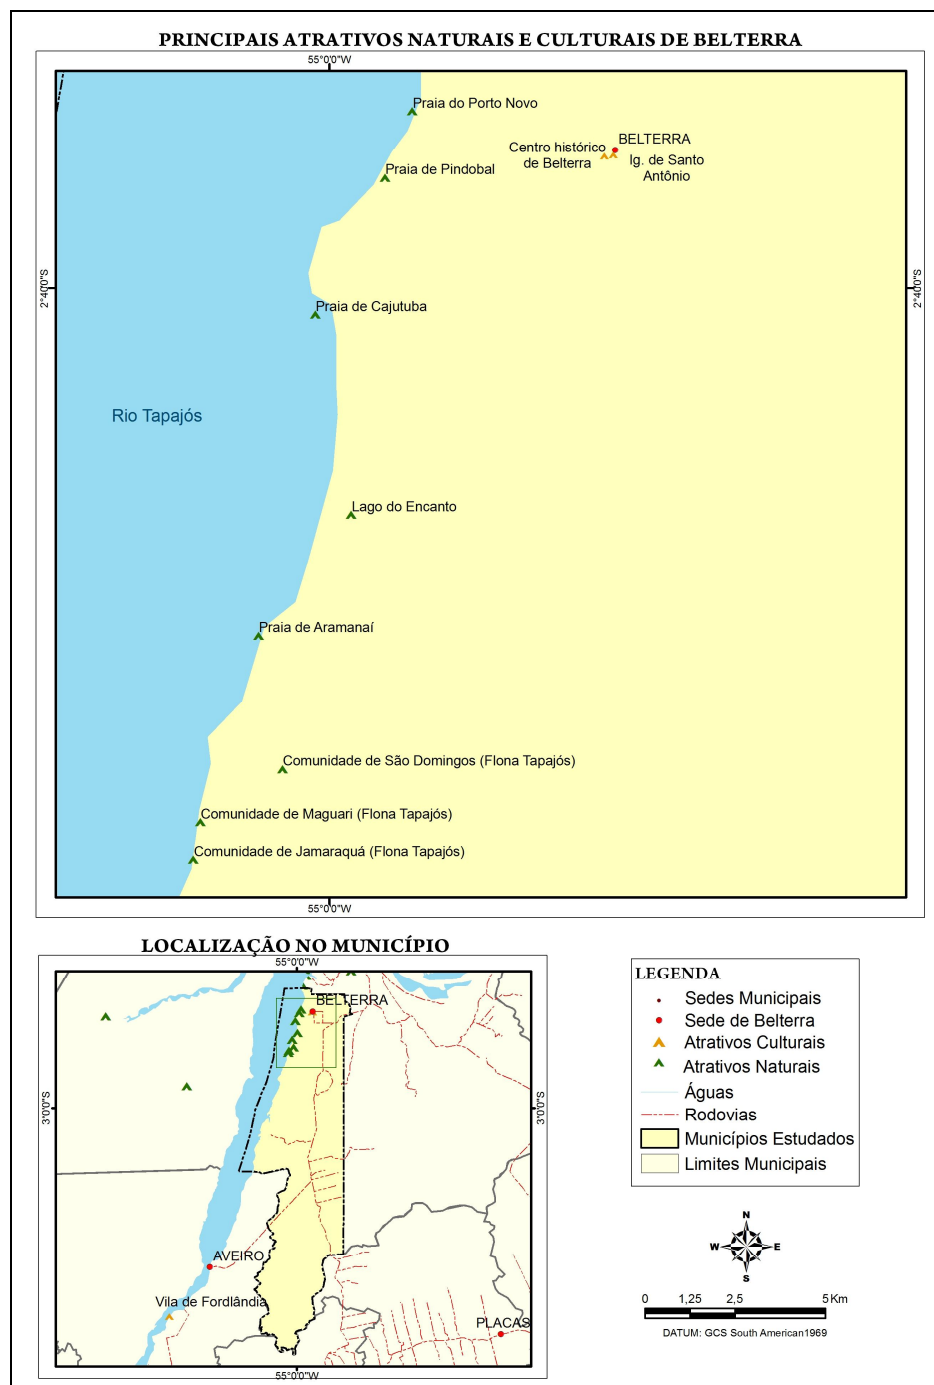 PRINCIPAIS ATRATIVOS NATURAIS E CULTURAIS DE BELTERRA
55°0'0"W
Praia do Porto Novo
BELTERRA
Centro histórico
de Belterra
Ig. de Santo
Antônio
Praia de Pindobal
2°40'0"S
2°40'0"S
Praia de Cajutuba
Rio Tapajós
Lago do Encanto
Praia de Aramanaí
Comunidade de São Domingos (Flona Tapajós)
Comunidade de Maguari (Flona Tapajós)
Comunidade de Jamaraquá (Flona Tapajós)
55°0'0"W
LOCALIZAÇÃO NO MUNICÍPIO
55°0'0"W
BELTERRA
3°0'0"S
3°0'0"S
AVEIRO
Vila de Fordlândia
PLACAS
55°0'0"W
LEGENDA
Sedes Municipais
Sede de Belterra
Atrativos Culturais
Atrativos Naturais
Águas
Rodovias
Municípios Estudados
Limites Municipais
N
W
E
S
0 1,25 2,5 5 Km
DATUM: GCS South American1969